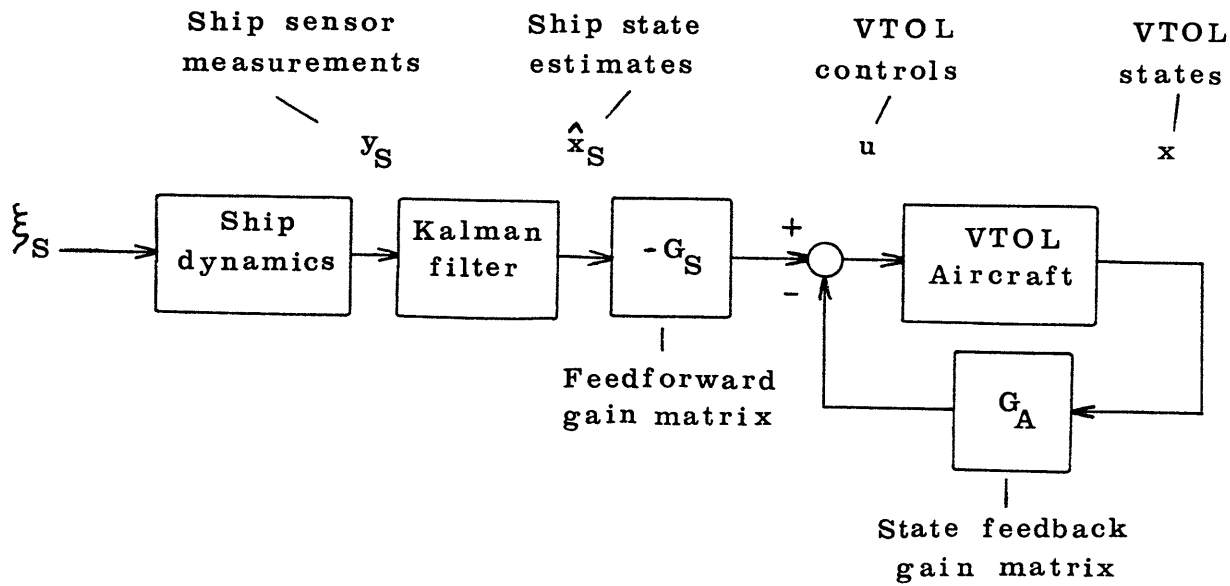 Ship sensor
measurements
Ship state
estimates
VTOL
controls
VTOL
states
y_S
x̂_S
u
x
ξ_S
Ship
dynamics
Kalman
filter
-G_S
+
-
VTOL
Aircraft
Feedforward
gain matrix
G_A
State feedback
gain matrix